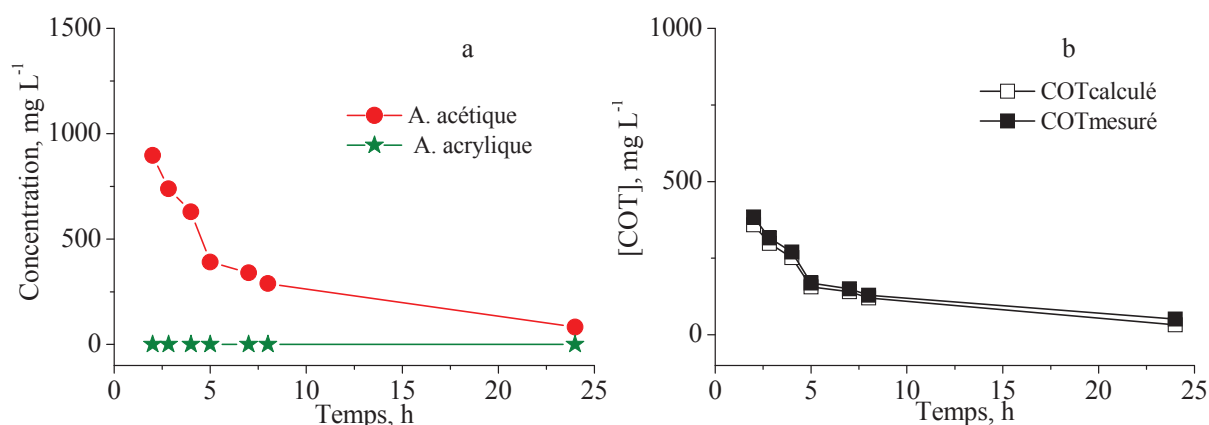 a
1500
1000
500
0
0
5
10
15
20
25
Concentration, mg L-1
Temps, h
A. acétique
A. acrylique
b
1000
500
0
0
5
10
15
20
25
[COT], mg L-1
Temps, h
COTcalculé
COTmesuré